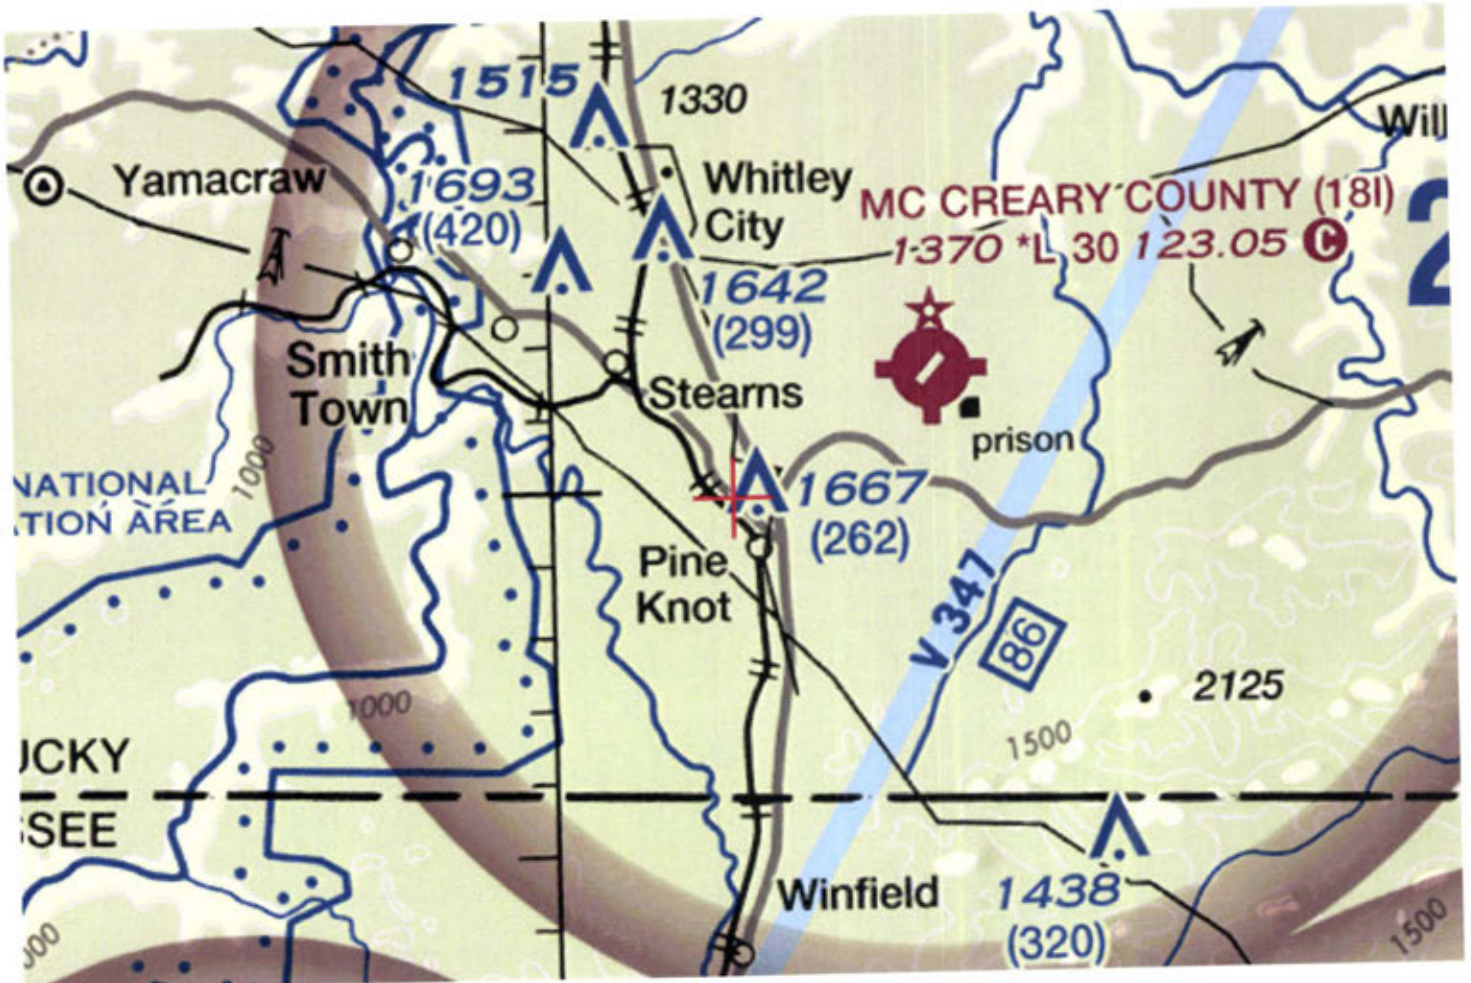 1515
1330
Will
Yamacraw
1693
(420)
Whitley
City
MC CREARY COUNTY (18I)
1370 *L 30 123.05 C
2
1642
(299)
Smith
Town
Stearns
prison
1000
NATIONAL
TION AREA
1667
(262)
Pine
Knot
V 347
86
2125
1000
1500
UCKY
SSEE
Winfield
1438
(320)
1500
000